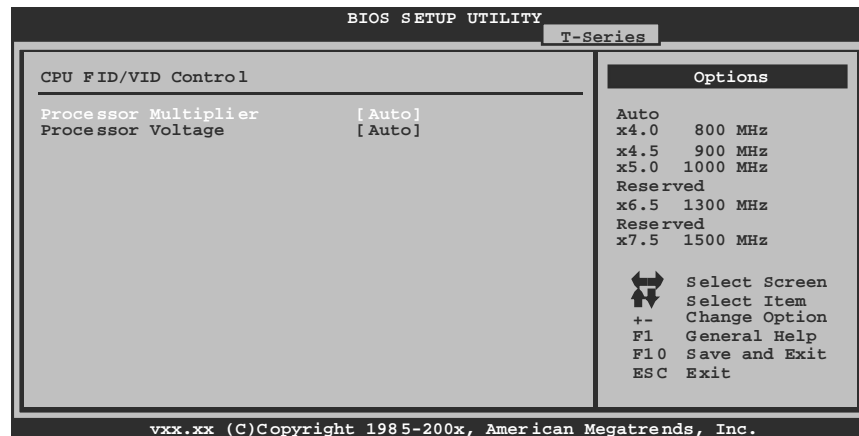 BIOS SETUP UTILITY
T-Series
CPU FID/VID Control
Processor Multiplier [Auto]
Processor Voltage [Auto]
Options
Auto
x4.0 800 MHz
x4.5 900 MHz
x5.0 1000 MHz
Reserved
x6.5 1300 MHz
Reserved
x7.5 1500 MHz
Select Screen
Select Item
+- Change Option
F1 General Help
F10 Save and Exit
ESC Exit
vxx.xx (C)Copyright 1985-200x, American Megatrends, Inc.